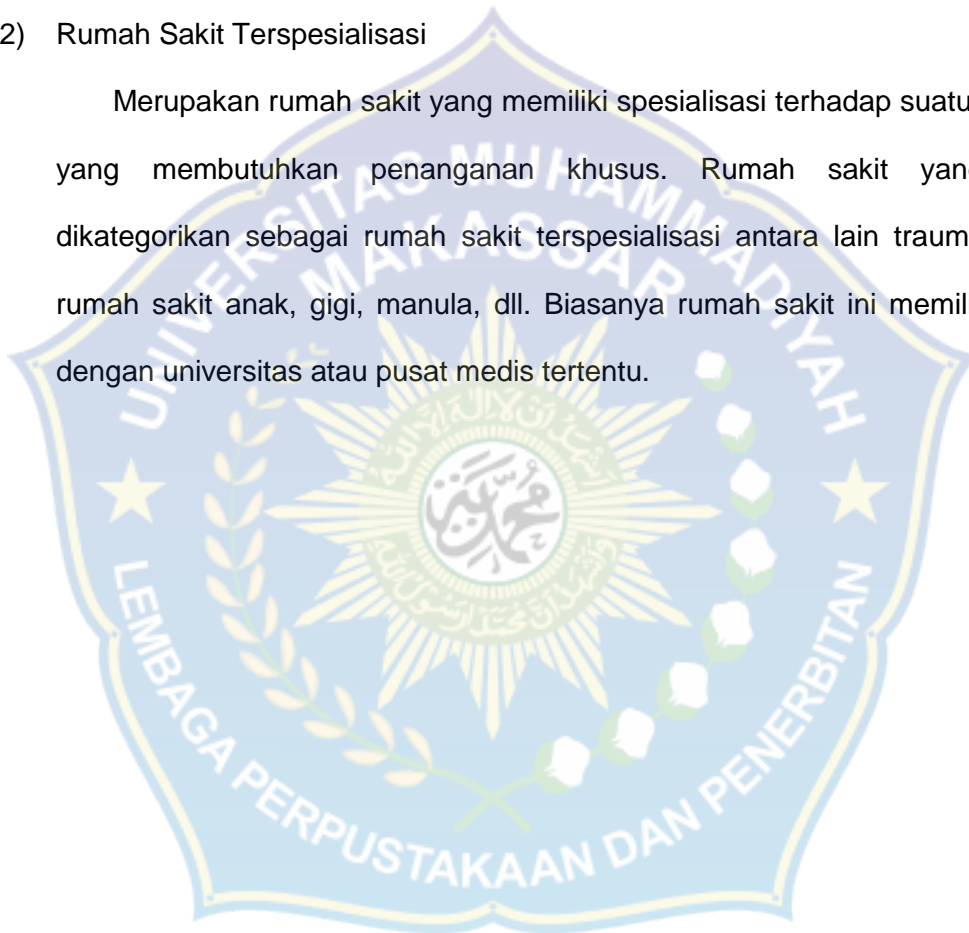 2) Rumah Sakit Terspesialisasi
Merupakan rumah sakit yang memiliki spesialisasi terhadap suatu
yang membutuhkan penanganan khusus. Rumah sakit yan
dikategorikan sebagai rumah sakit terspesialisasi antara lain traum
rumah sakit anak, gigi, manula, dll. Biasanya rumah sakit ini memil
dengan universitas atau pusat medis tertentu.
UNIVERSITAS MUHAMMADIYAH
MAKASSAR
محمدية
LEMBAGA PERPUSTAKAAN DAN PENERBITAN